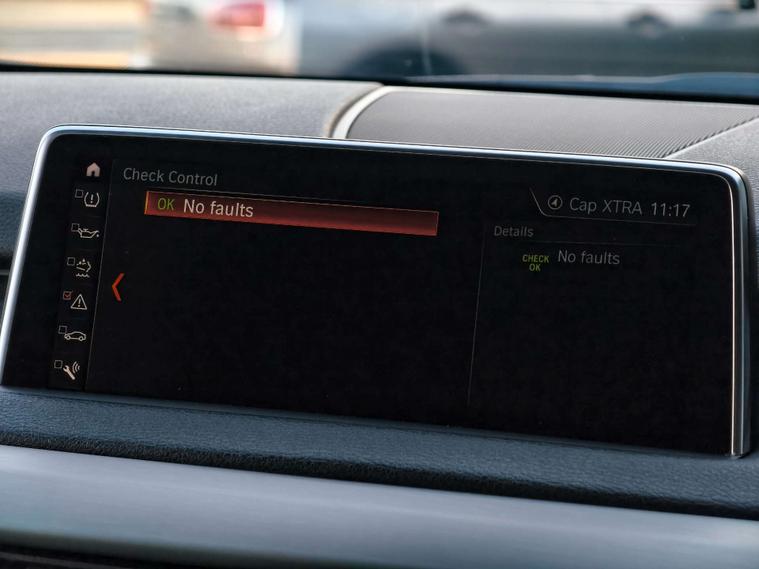 Check Control
Cap XTRA 11:17
OK No faults
Details
CHECK OK No faults